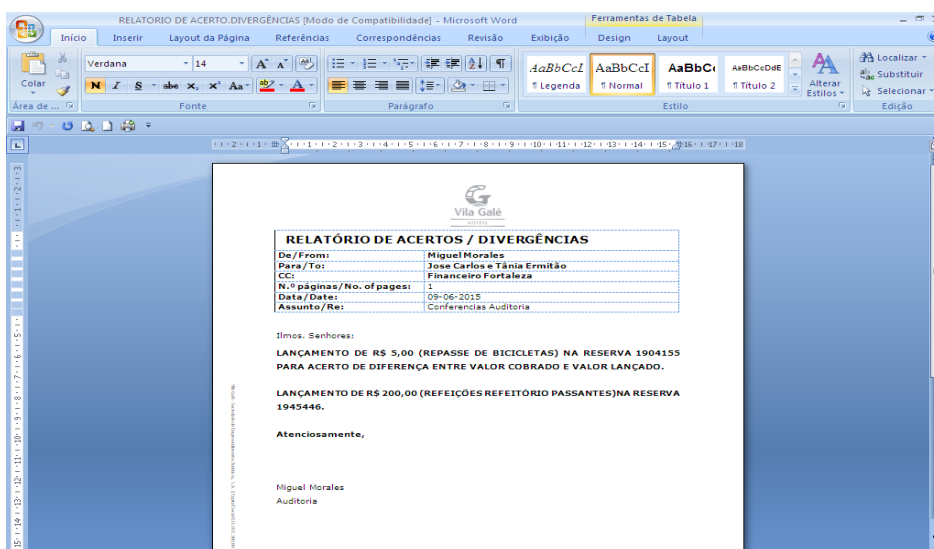 RELATORIO DE ACERTO.DIVERGÊNCIAS [Modo de Compatibilidade] - Microsoft Word
Ferramentas de Tabela
Início Inserir Layout da Página Referências Correspondências Revisão Exibição Design Layout
Verdana 14
Colar
N I S abe x, x² Aa A
AaBbCcI AaBbCcI AaBbC AaBbCcDdE
¶ Legenda ¶ Normal ¶ Título 1 ¶ Título 2
Alterar Estilos
Localizar
Substituir
Selecionar
Área de ... Fonte Parágrafo Estilo Edição
Vila Galé
HOTÉIS
RELATÓRIO DE ACERTOS / DIVERGÊNCIAS
De/From: Miguel Morales
Para/To: Jose Carlos e Tânia Ermitão
CC: Financeiro Fortaleza
N.º páginas/No. of pages: 1
Data/Date: 09-06-2015
Assunto/Re: Conferencias Auditoria
Ilmos. Senhores:
LANÇAMENTO DE R$ 5,00 (REPASSE DE BICICLETAS) NA RESERVA 1904155
PARA ACERTO DE DIFERENÇA ENTRE VALOR COBRADO E VALOR LANÇADO.
LANÇAMENTO DE R$ 200,00 (REFEIÇÕES REFEITÓRIO PASSANTES)NA RESERVA
1945446.
Atenciosamente,
Miguel Morales
Auditoria